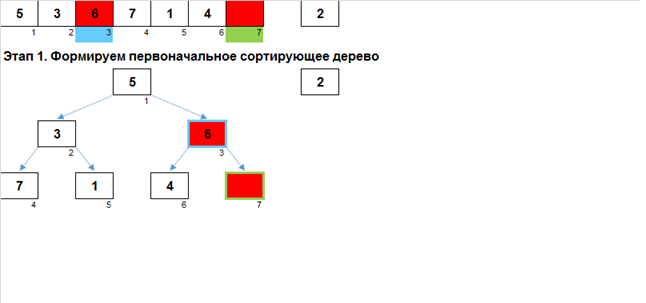 5 3 6 7 1 4 2
1 2 3 4 5 6 7
Этап 1. Формируем первоначальное сортирующее дерево
5 2
1
3 6
2 3
7 1 4
4 5 6 7